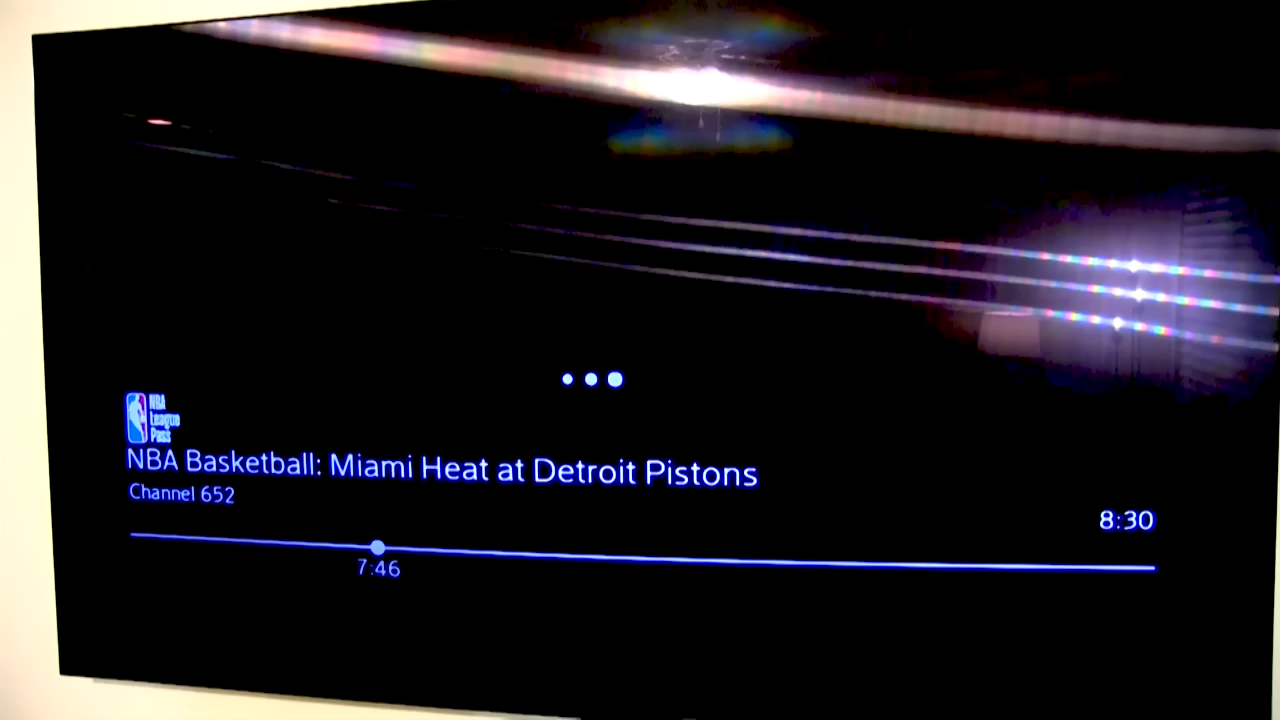 NBA
League
Pass
NBA Basketball: Miami Heat at Detroit Pistons
Channel 652
8:30
7:46